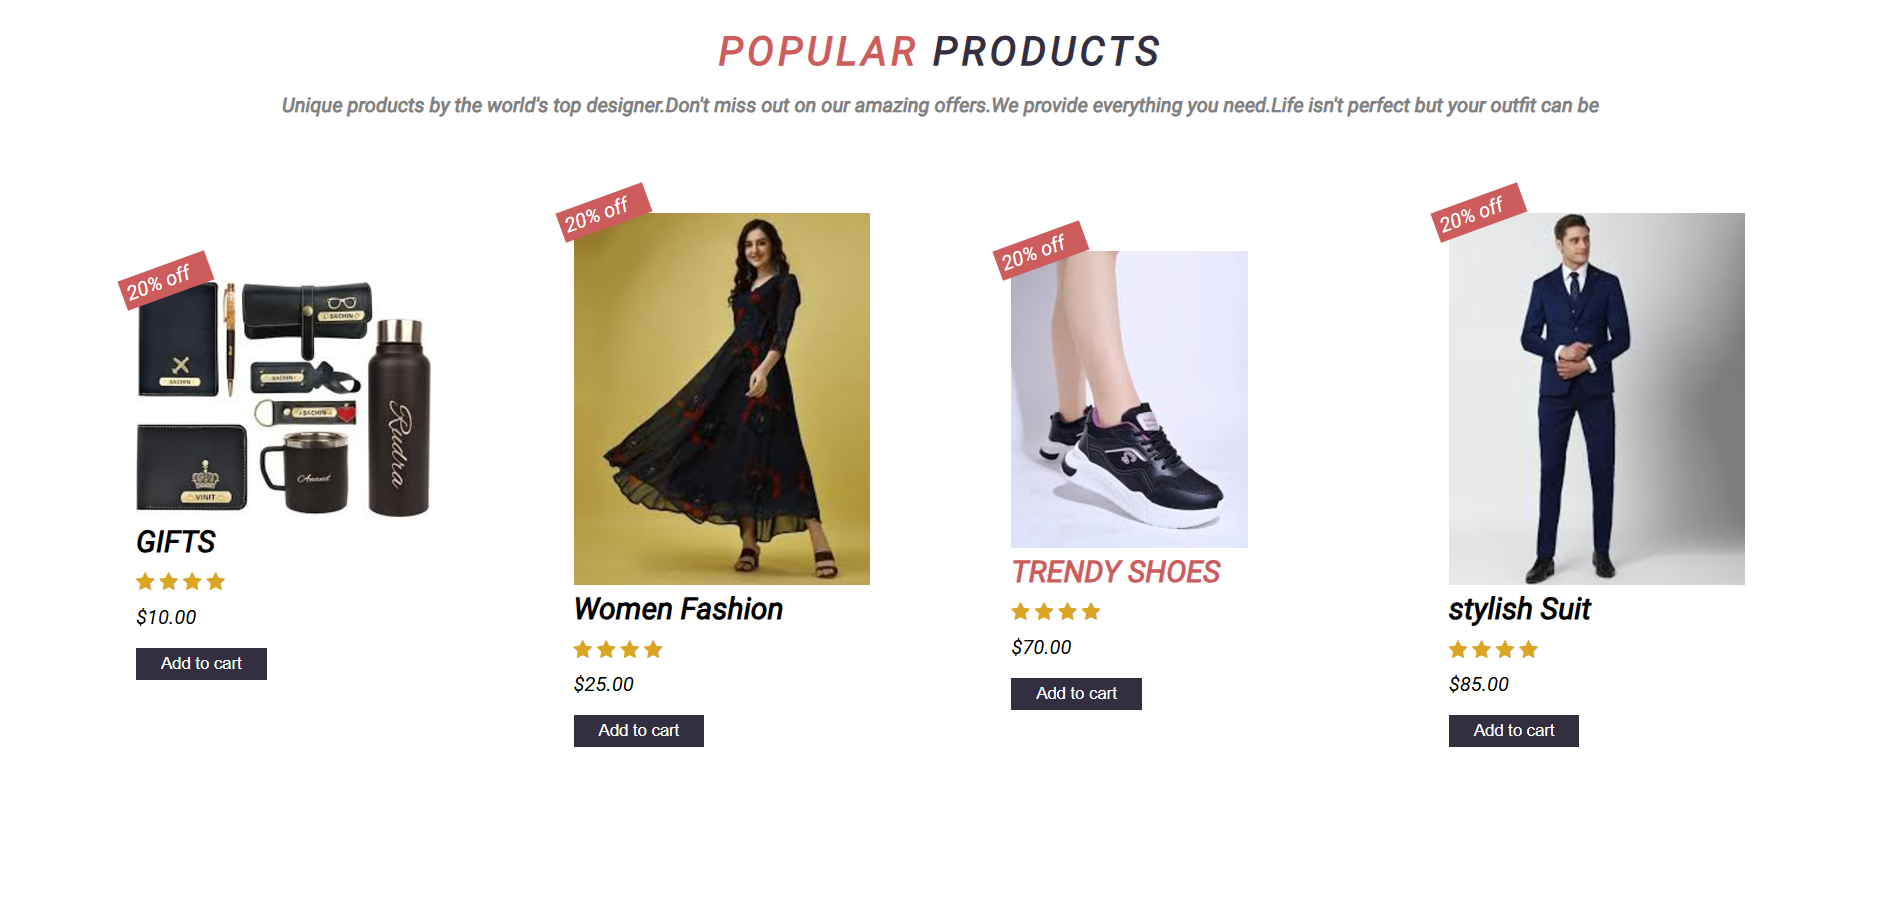 POPULAR PRODUCTS
Unique products by the world's top designer.Don't miss out on our amazing offers.We provide everything you need.Life isn't perfect but your outfit can be
20% off
SACHIN
SACHIN
SACHIN
SACHIN
Rudra
VINIT
Anand
GIFTS
$10.00
Add to cart
20% off
Women Fashion
$25.00
Add to cart
20% off
TRENDY SHOES
$70.00
Add to cart
20% off
stylish Suit
$85.00
Add to cart